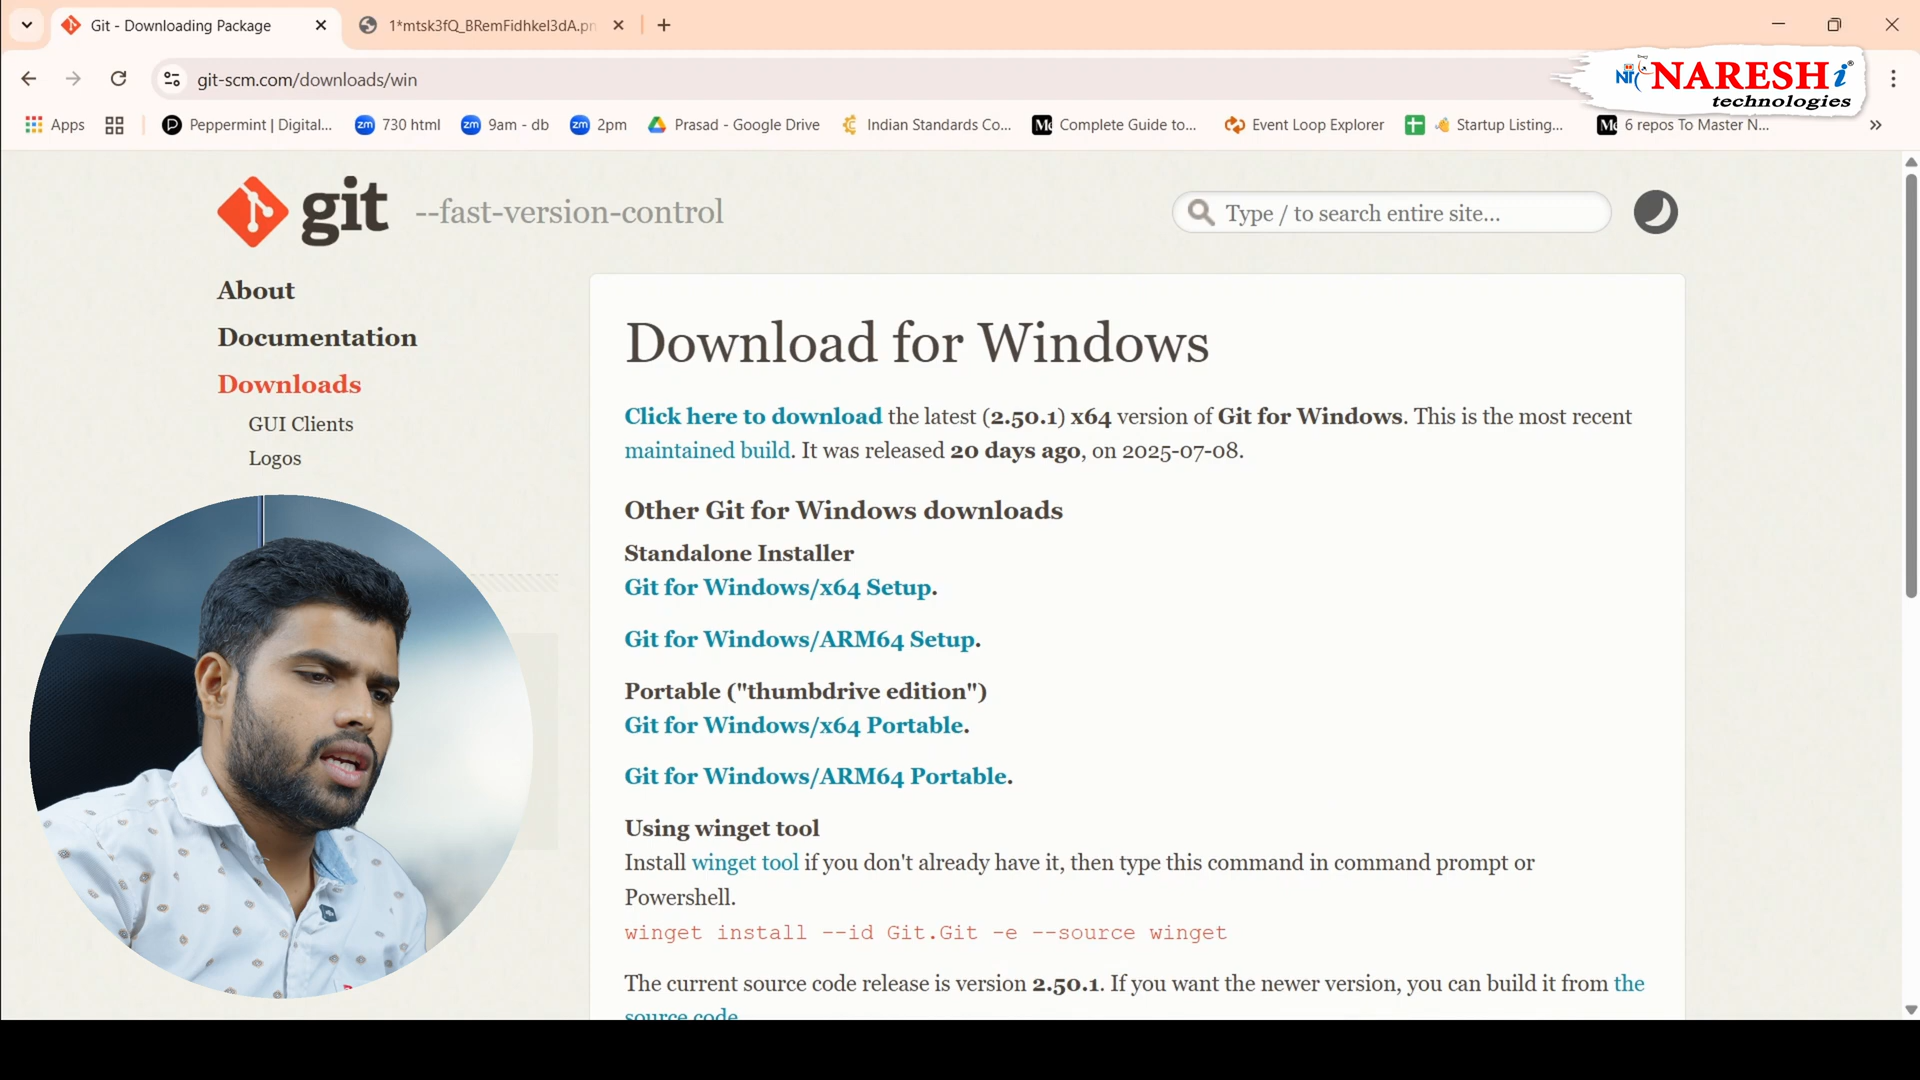 Git - Downloading Package
1*mtsk3fQ_BRemFidhkel3dA.pn
git-scm.com/downloads/win
NTC NARESH i
technologies
Apps
Peppermint | Digital...
zm 730 html
zm 9am - db
zm 2pm
Prasad - Google Drive
Indian Standards Co...
Complete Guide to...
Event Loop Explorer
Startup Listing...
6 repos To Master N...
git --fast-version-control
Type / to search entire site...
About
Documentation
Downloads
GUI Clients
Logos
Download for Windows
Click here to download the latest (2.50.1) x64 version of Git for Windows. This is the most recent
maintained build. It was released 20 days ago, on 2025-07-08.
Other Git for Windows downloads
Standalone Installer
Git for Windows/x64 Setup.
Git for Windows/ARM64 Setup.
Portable ("thumbdrive edition")
Git for Windows/x64 Portable.
Git for Windows/ARM64 Portable.
Using winget tool
Install winget tool if you don't already have it, then type this command in command prompt or
Powershell.
winget install --id Git.Git -e --source winget
The current source code release is version 2.50.1. If you want the newer version, you can build it from the
source code.